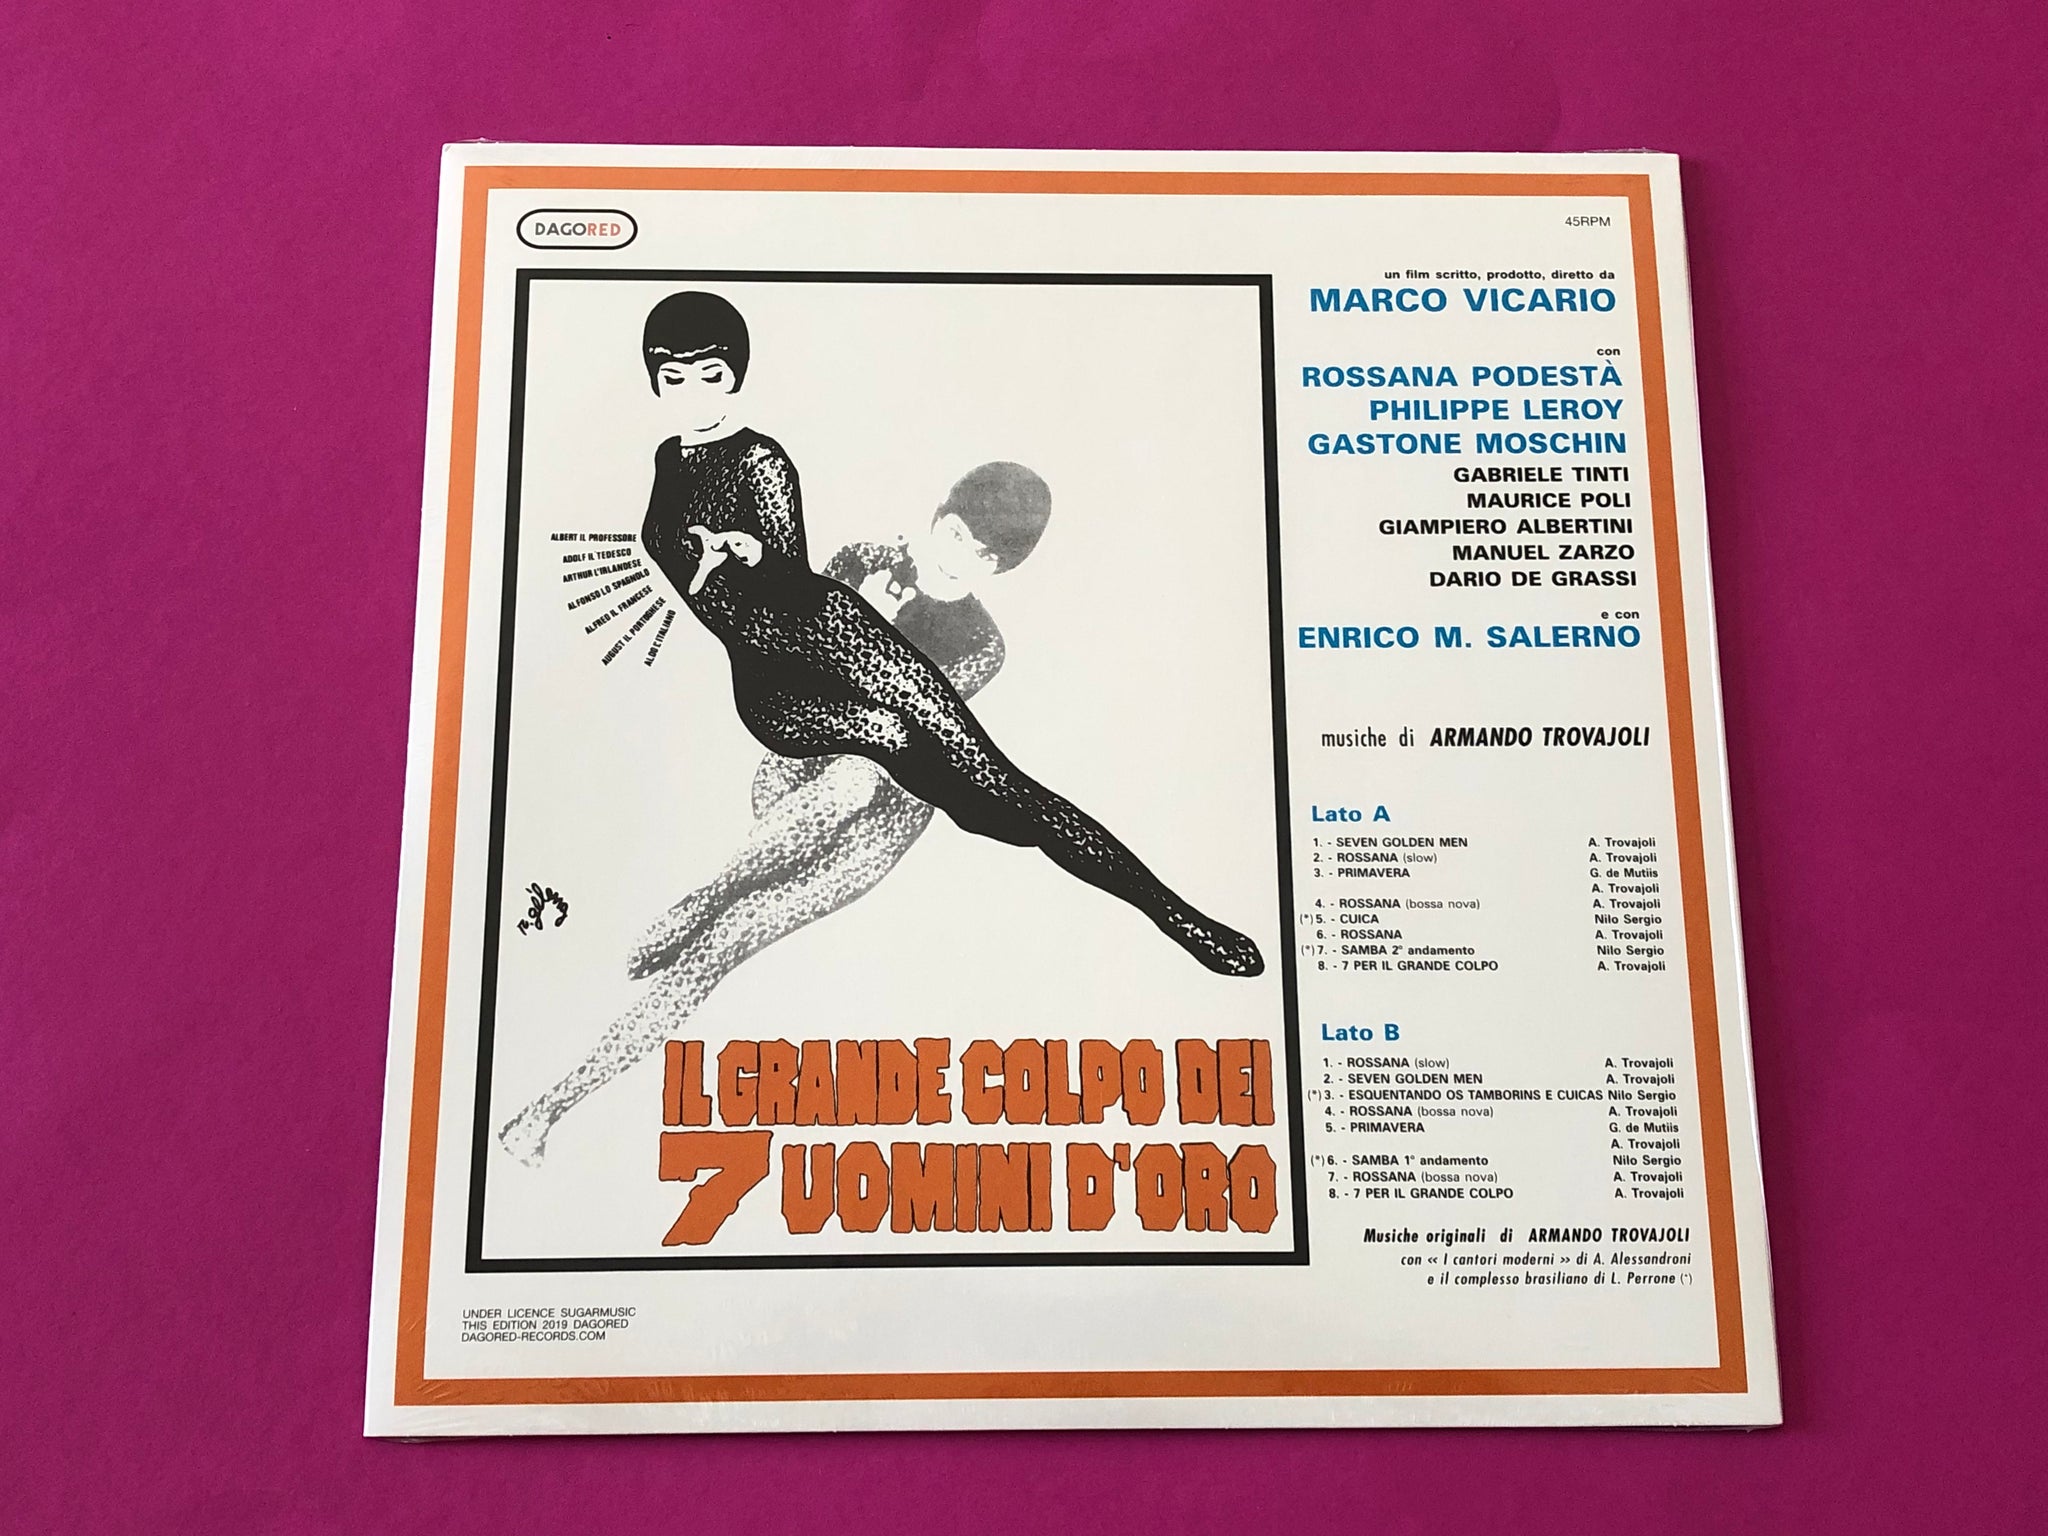 DAGORED
45RPM
un film scritto, prodotto, diretto da
MARCO VICARIO
con
ROSSANA PODESTÀ
PHILIPPE LEROY
GASTONE MOSCHIN
GABRIELE TINTI
MAURICE POLI
GIAMPIERO ALBERTINI
MANUEL ZARZO
DARIO DE GRASSI
e con
ENRICO M. SALERNO
musiche di ARMANDO TROVAJOLI
ALBERT IL PROFESSORE
ADOLF IL TEDESCO
ARTHUR L'IRLANDESE
ALFONSO LO SPAGNOLO
ALFRED IL FRANCESE
AUGUST IL PORTOGHESE
ALDO L'ITALIANO
IL GRANDE COLPO DEI
7 UOMINI D'ORO
Lato A
1. - SEVEN GOLDEN MEN A. Trovajoli
2. - ROSSANA (slow) A. Trovajoli
3. - PRIMAVERA G. de Mutiis
A. Trovajoli
4. - ROSSANA (bossa nova) A. Trovajoli
(*) 5. - CUICA Nilo Sergio
6. - ROSSANA A. Trovajoli
(*) 7. - SAMBA 2° andamento Nilo Sergio
8. - 7 PER IL GRANDE COLPO A. Trovajoli
Lato B
1. - ROSSANA (slow) A. Trovajoli
2. - SEVEN GOLDEN MEN A. Trovajoli
(*) 3. - ESQUENTANDO OS TAMBORINS E CUICAS Nilo Sergio
4. - ROSSANA (bossa nova) A. Trovajoli
5. - PRIMAVERA G. de Mutiis
A. Trovajoli
(*) 6. - SAMBA 1° andamento Nilo Sergio
7. - ROSSANA (bossa nova) A. Trovajoli
8. - 7 PER IL GRANDE COLPO A. Trovajoli
Musiche originali di ARMANDO TROVAJOLI
con « I cantori moderni » di A. Alessandroni
e il complesso brasiliano di L. Perrone (*)
UNDER LICENCE SUGARMUSIC
THIS EDITION 2019 DAGORED
DAGORED-RECORDS.COM